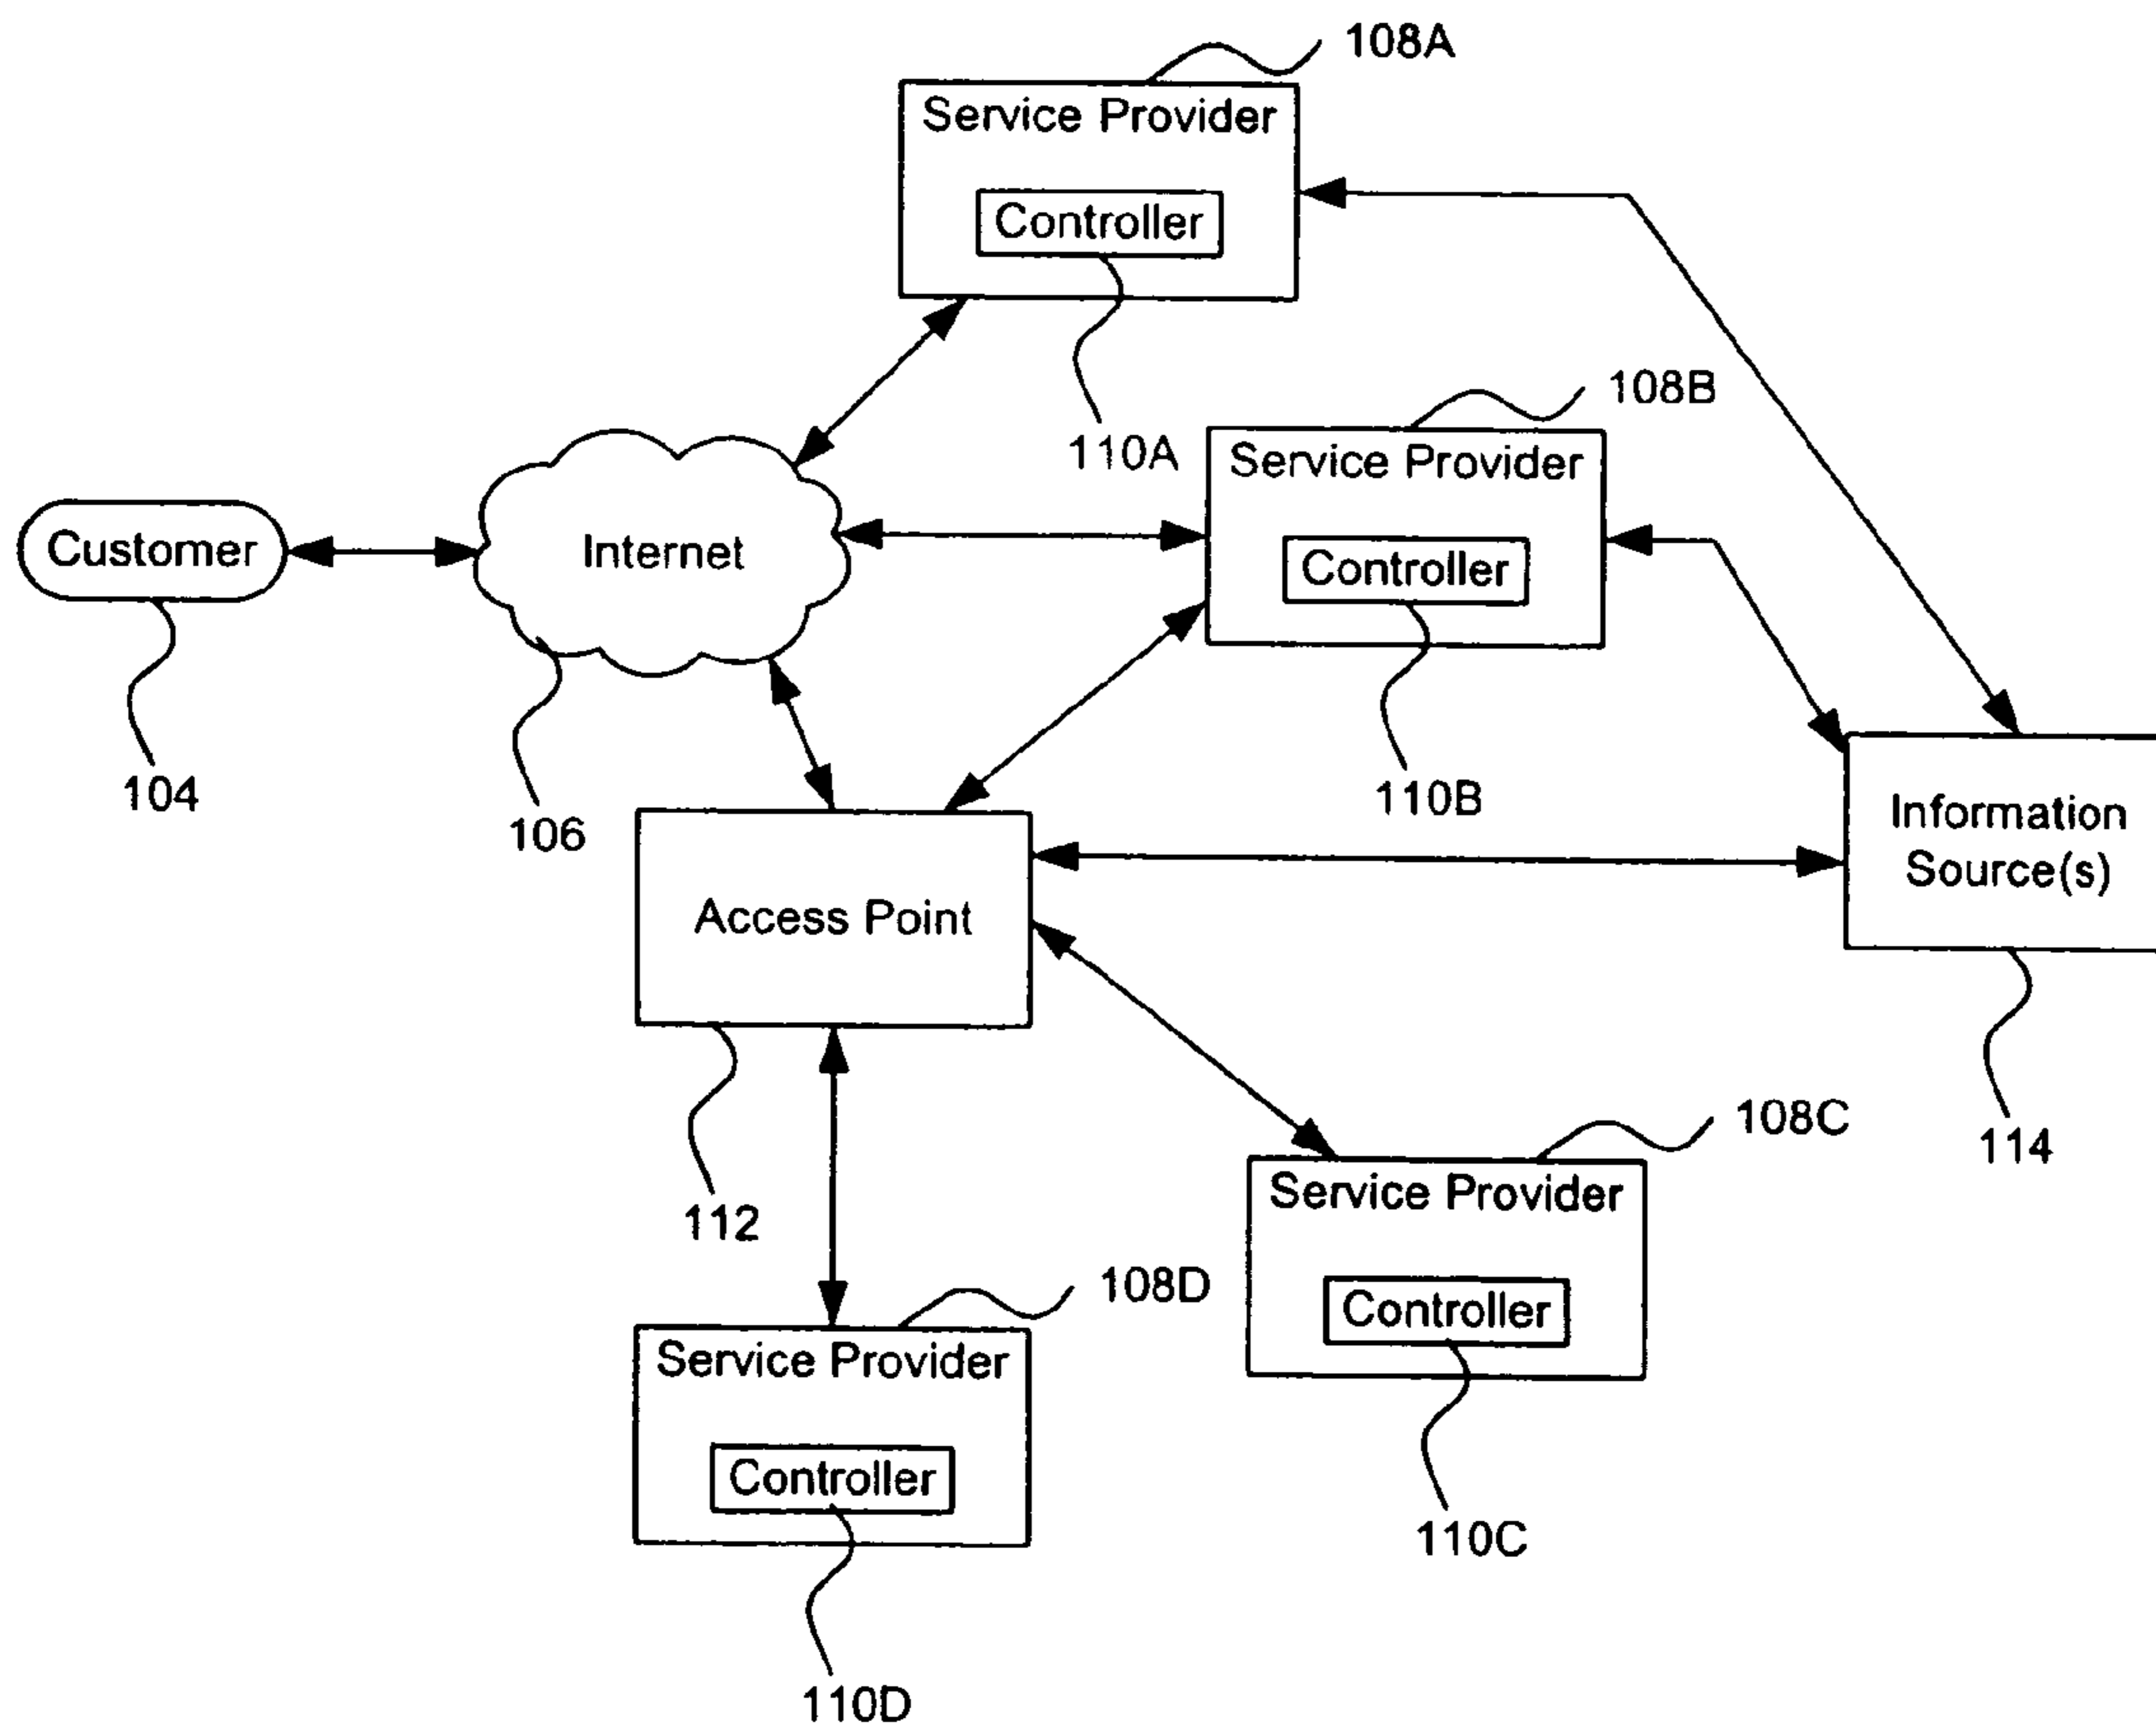 108A
Service Provider
Controller
110A
108B
Service Provider
Controller
110B
Customer
104
Internet
106
Access Point
112
Information
Source(s)
114
108C
Service Provider
Controller
110C
108D
Service Provider
Controller
110D